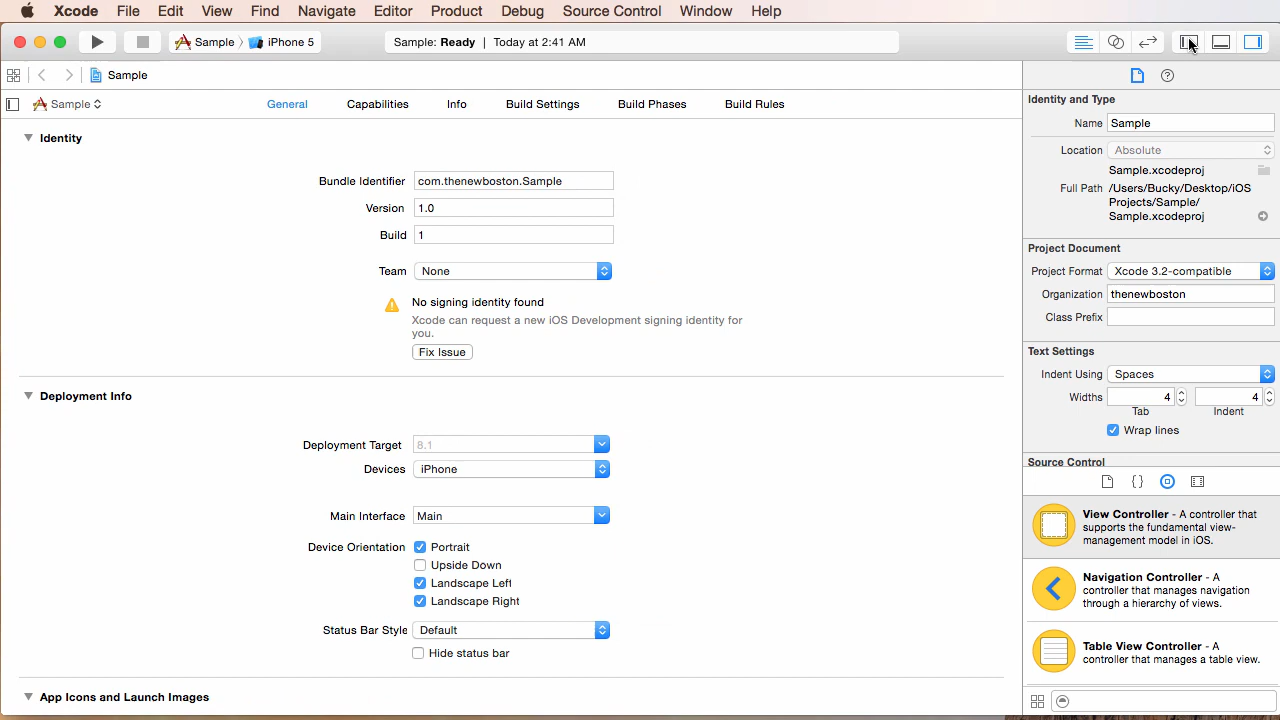 Xcode File Edit View Find Navigate Editor Product Debug Source Control Window Help
Sample iPhone 5 Sample: Ready | Today at 2:41 AM
Sample
Sample General Capabilities Info Build Settings Build Phases Build Rules
Identity
Bundle Identifier com.thenewboston.Sample
Version 1.0
Build 1
Team None
No signing identity found
Xcode can request a new iOS Development signing identity for
you.
Fix Issue
Deployment Info
Deployment Target 8.1
Devices iPhone
Main Interface Main
Device Orientation Portrait
Upside Down
Landscape Left
Landscape Right
Status Bar Style Default
Hide status bar
App Icons and Launch Images
Identity and Type
Name Sample
Location Absolute
Sample.xcodeproj
Full Path /Users/Bucky/Desktop/iOS
Projects/Sample/
Sample.xcodeproj
Project Document
Project Format Xcode 3.2-compatible
Organization thenewboston
Class Prefix
Text Settings
Indent Using Spaces
Widths 4 4
Tab Indent
Wrap lines
Source Control
{}
View Controller - A controller that
supports the fundamental view-
management model in iOS.
Navigation Controller - A
controller that manages navigation
through a hierarchy of views.
Table View Controller - A
controller that manages a table view.